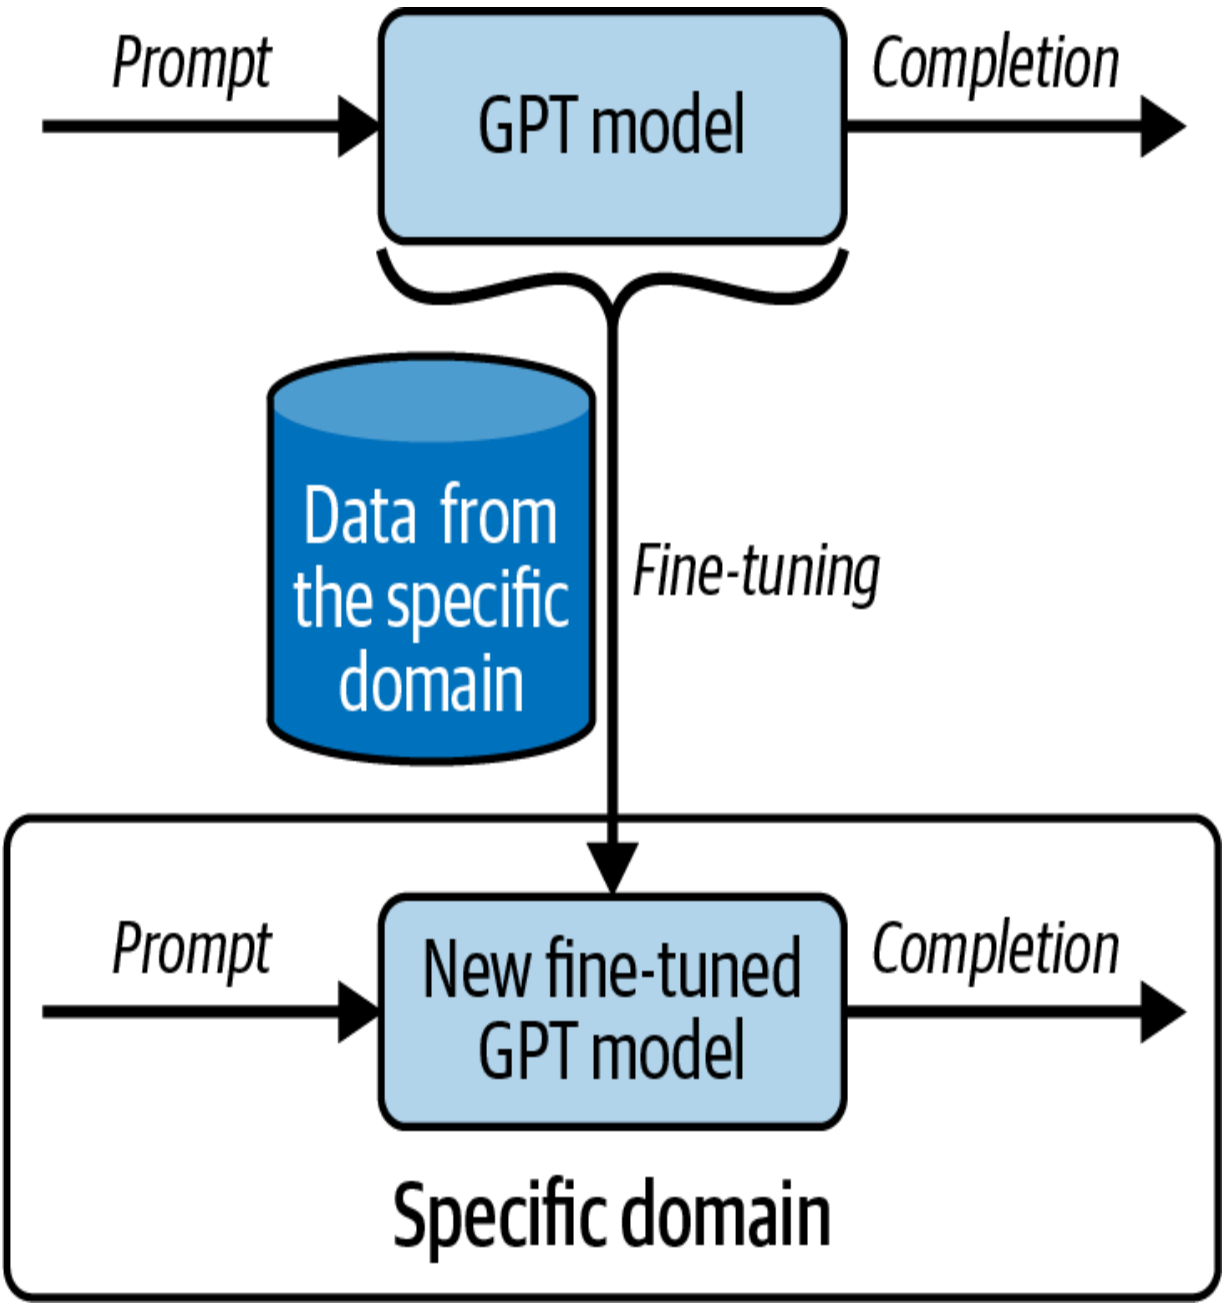 Prompt
GPT model
Completion
Data from
the specific
domain
Fine-tuning
Prompt
New fine-tuned
GPT model
Completion
Specific domain